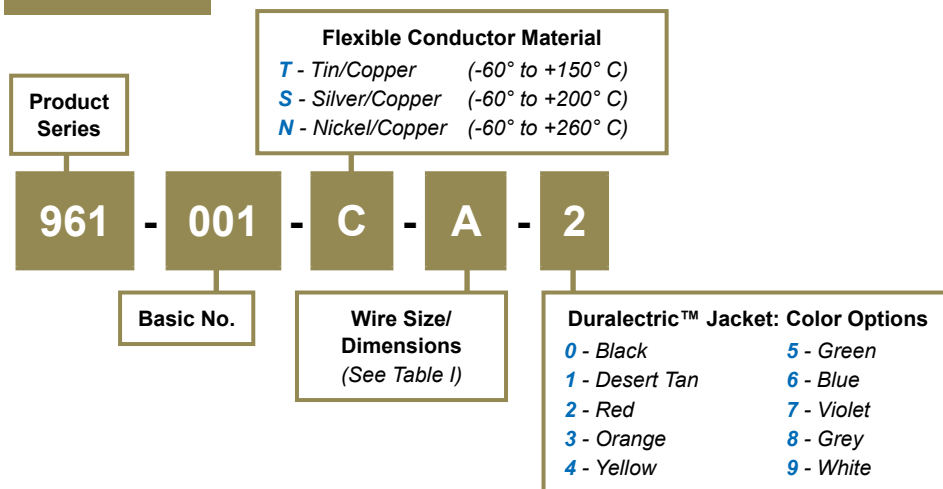 Flexible Conductor Material
T - Tin/Copper (-60° to +150° C)
S - Silver/Copper (-60° to +200° C)
N - Nickel/Copper (-60° to +260° C)
Product
Series
961 - 001 - C - A - 2
Basic No.
Wire Size/
Dimensions
(See Table I)
Duralectric™ Jacket: Color Options
0 - Black
1 - Desert Tan
2 - Red
3 - Orange
4 - Yellow
5 - Green
6 - Blue
7 - Violet
8 - Grey
9 - White